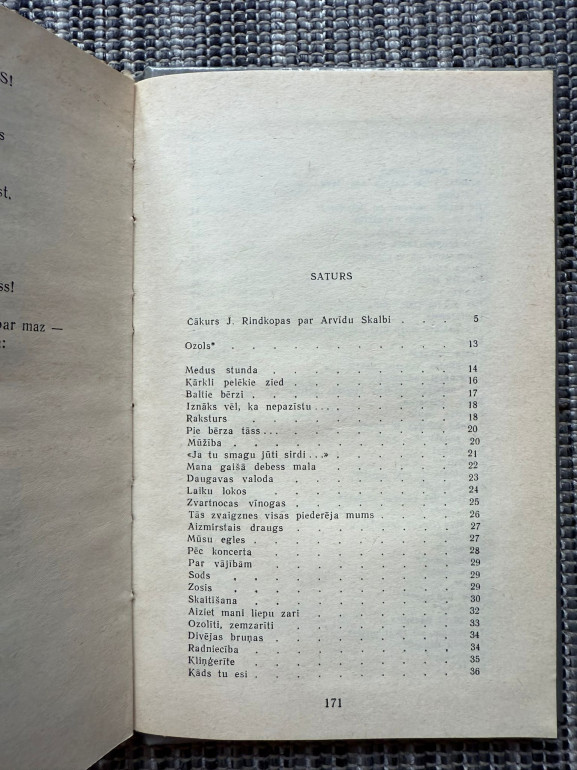 S!
s
st,
ss!
par maz —
:
SATURS
Čākurs J. Rindkopas par Arvīdu Skalbi . . . 5
Ozols* . . . . . . . . . 13
Medus stunda . . . . . . . . 14
Kārkli pelēkie zied . . . . . . . 16
Baltie bērzi . . . . . . . . 17
Iznāks vēl, ka nepazīstu . . . . . . . . 18
Raksturs . . . . . . . . . 18
Pie bērza tāss . . . . . . . . . . 20
Mūžība . . . . . . . . . 20
«Ja tu smagu jūti sirdi . . .» . . . . . . 21
Mana gaišā debess mala . . . . . . 22
Daugavas valoda . . . . . . . 23
Laiku lokos . . . . . . . . 24
Zvartnocas vīnogas . . . . . . . 25
Tās zvaigznes visas piederēja mums . . . . 26
Aizmirstais draugs . . . . . . . 27
Mūsu egles . . . . . . . . 27
Pēc koncerta . . . . . . . . 28
Par vājībām . . . . . . . . 29
Sods . . . . . . . . . 29
Zosis . . . . . . . . . 29
Skaitīšana . . . . . . . . 30
Aiziet mani liepu zari . . . . . . 32
Ozolīti, zemzarīti . . . . . . . 33
Divējas bruņas . . . . . . . 34
Radniecība . . . . . . . . 34
Kliņģerīte . . . . . . . . 35
Kāds tu esi . . . . . . . . 36
171